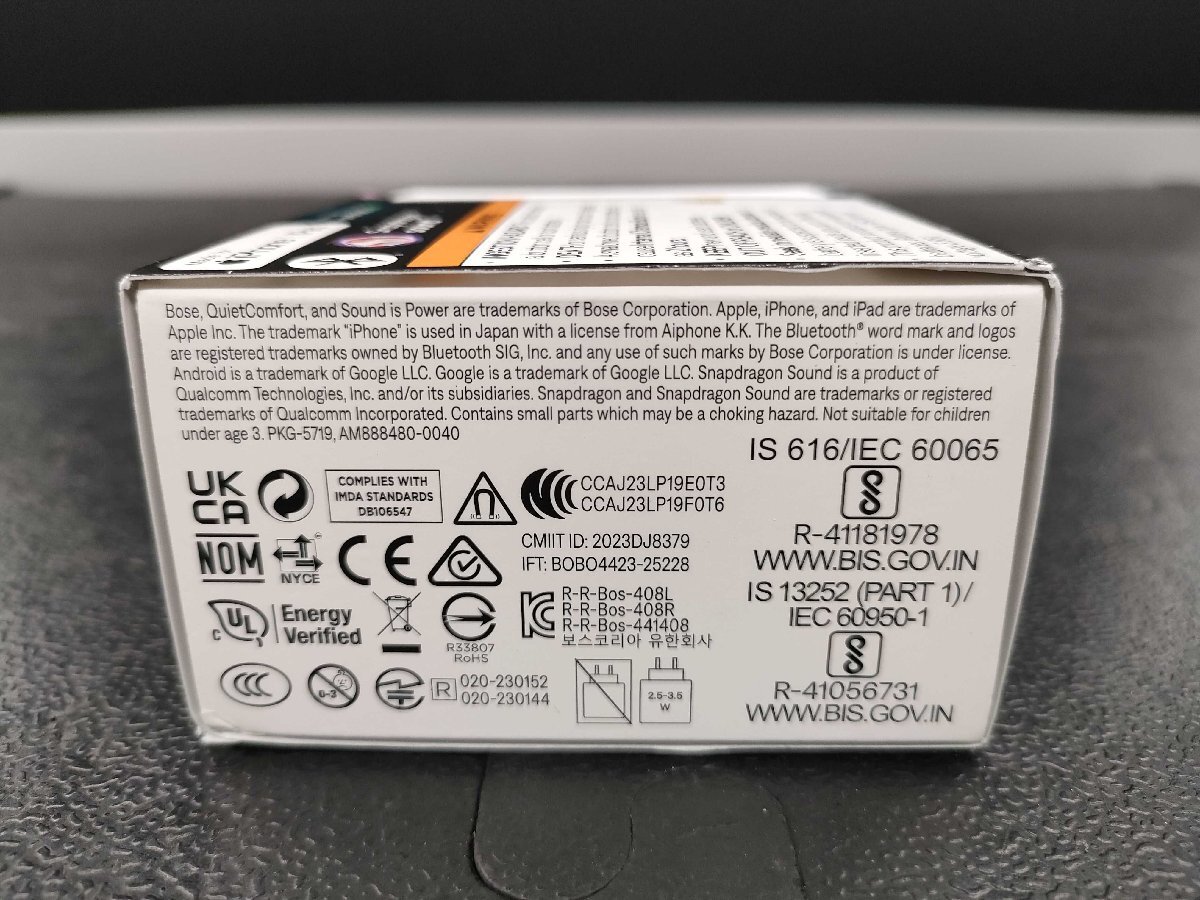 Bose, QuietComfort, and Sound is Power are trademarks of Bose Corporation. Apple, iPhone, and iPad are trademarks of
Apple Inc. The trademark "iPhone" is used in Japan with a license from Aiphone K.K. The Bluetooth® word mark and logos
are registered trademarks owned by Bluetooth SIG, Inc. and any use of such marks by Bose Corporation is under license.
Android is a trademark of Google LLC. Google is a trademark of Google LLC. Snapdragon Sound is a product of
Qualcomm Technologies, Inc. and/or its subsidiaries. Snapdragon and Snapdragon Sound are trademarks or registered
trademarks of Qualcomm Incorporated. Contains small parts which may be a choking hazard. Not suitable for children
under age 3. PKG-5719, AM888480-0040
UK
CA
COMPLIES WITH
IMDA STANDARDS
DB106547
CCAJ23LP19E0T3
CCAJ23LP19F0T6
NOM
NYCE
CE
CMIIT ID: 2023DJ8379
IFT: BOBO4423-25228
c UL
Energy
Verified
R33807
RoHS
R-R-Bos-408L
R-R-Bos-408R
R-R-Bos-441408
보스코리아 유한회사
CCC
0-3
R
020-230152
020-230144
2.5-3.5
W
IS 616/IEC 60065
R-41181978
WWW.BIS.GOV.IN
IS 13252 (PART 1)/
IEC 60950-1
R-41056731
WWW.BIS.GOV.IN